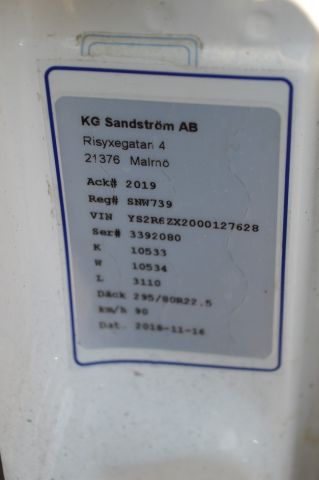 KG Sandström AB
Risyxegatan 4
21376 Malmö
Ack# 2019
Reg# SNW739
VIN YS2R6ZX2000127628
Ser# 3392080
K 10533
W 10534
L 3110
Däck 295/80R22.5
km/h 90
Dat. 2018-11-16